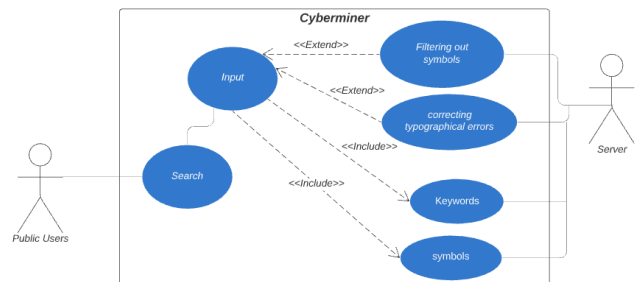 Cyberminer
<<Extend>>
Filtering out
symbols
Input
<<Extend>>
correcting
typographical errors
Server
<<Include>>
Search
<<Include>>
Keywords
Public Users
symbols